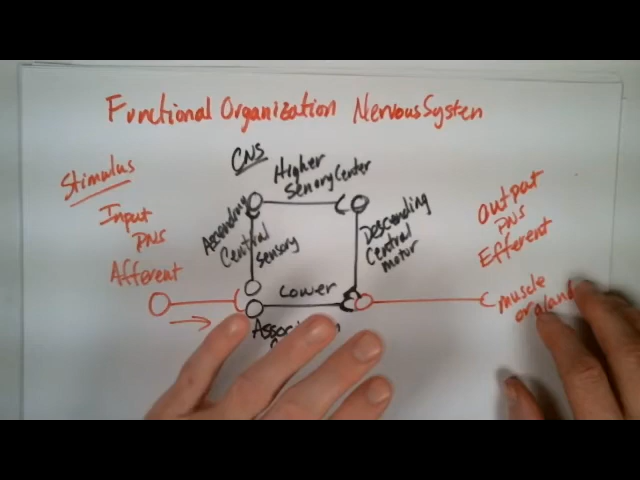 Functional Organization Nervous System
Stimulus
Input
PNS
Afferent
CNS
Higher
Senory Center
Ascending
Central
Sensory
Descending
Central
motor
Lower
Output
PNS
Efferent
muscle
or gland